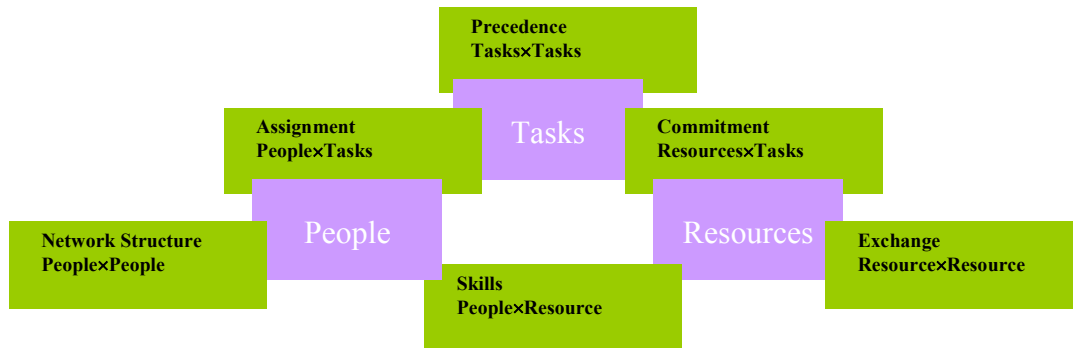 Precedence
Tasks×Tasks
Assignment
People×Tasks
Tasks
Commitment
Resources×Tasks
Network Structure
People×People
People
Resources
Exchange
Resource×Resource
Skills
People×Resource